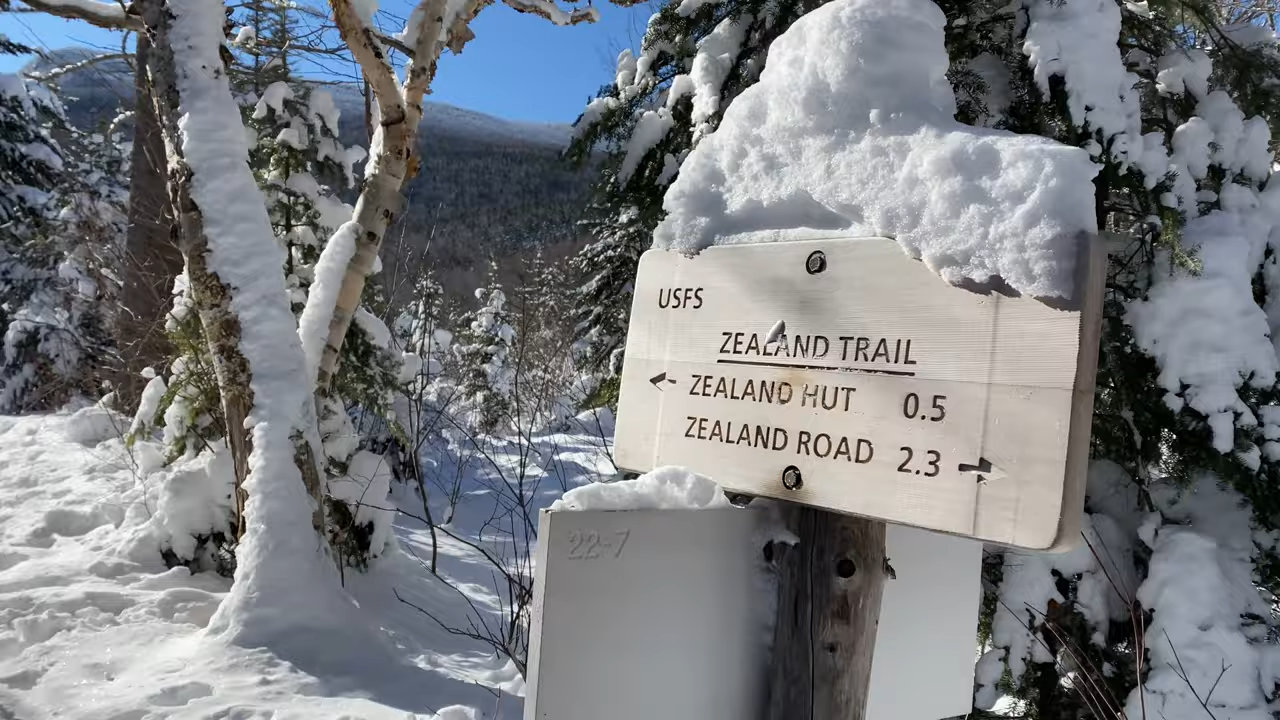 USFS
ZEALAND TRAIL
ZEALAND HUT 0.5
ZEALAND ROAD 2.3
22-7